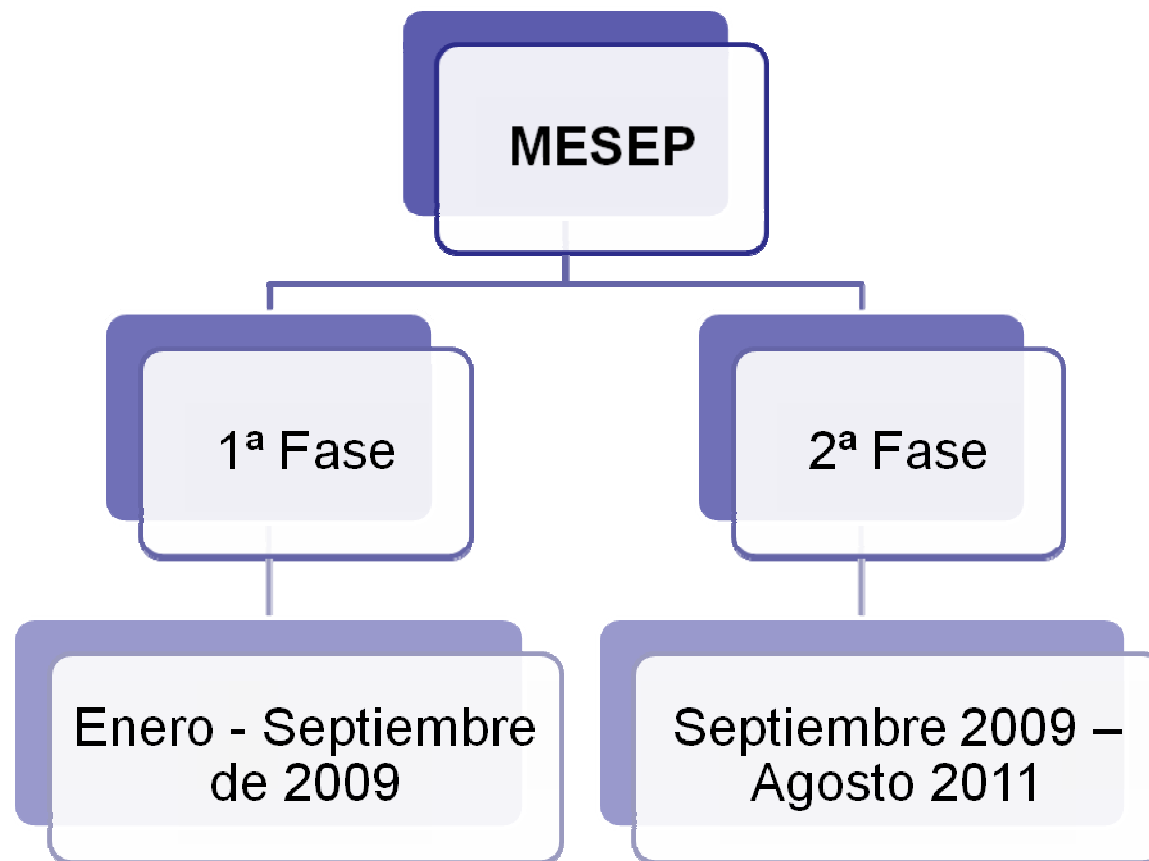 MESEP
1ª Fase
2ª Fase
Enero - Septiembre
de 2009
Septiembre 2009 –
Agosto 2011